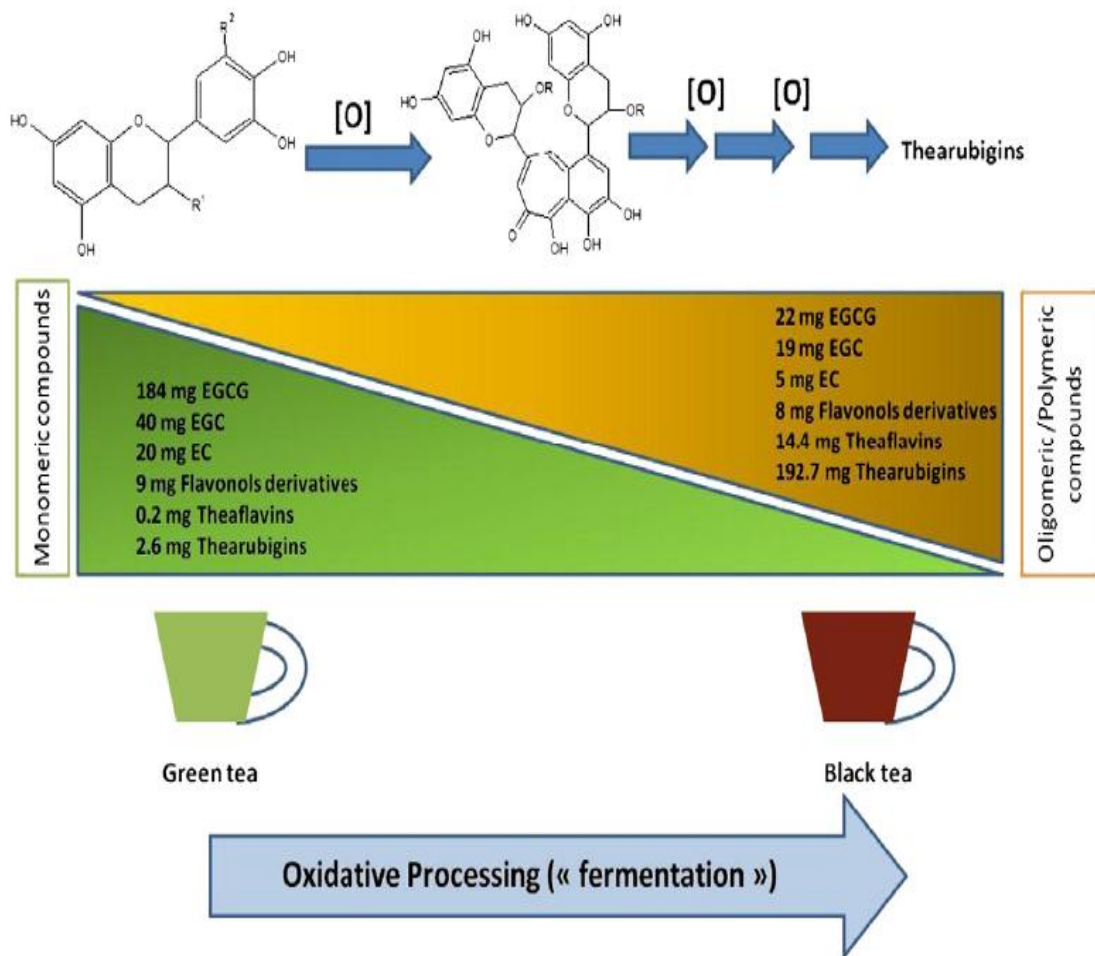 R²
OH
OH
OH
HO
O
R¹
OH
[O]
HO
OH
OH
HO
O
OR
O
OR
O
OH
OH
OH
[O]
[O]
Thearubigins
Monomeric compounds
184 mg EGCG
40 mg EGC
20 mg EC
9 mg Flavonols derivatives
0.2 mg Theaflavins
2.6 mg Thearubigins
22 mg EGCG
19 mg EGC
5 mg EC
8 mg Flavonols derivatives
14.4 mg Theaflavins
192.7 mg Thearubigins
Oligomeric /Polymeric
compounds
Green tea
Black tea
Oxidative Processing (« fermentation »)